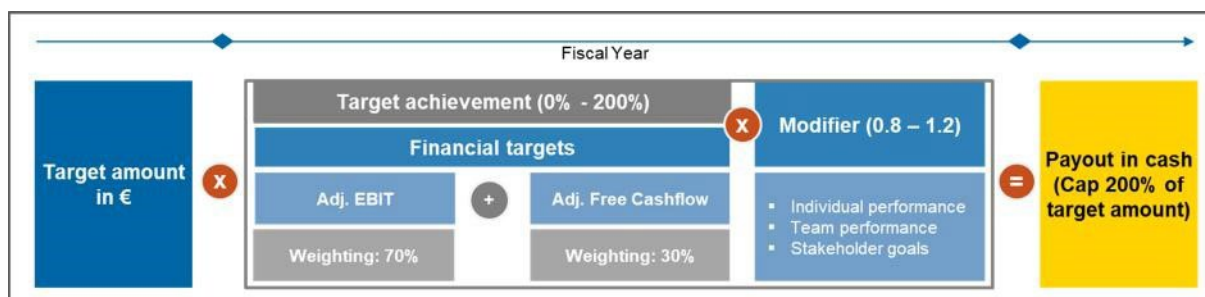 Fiscal Year
Target amount
in €
X
Target achievement (0% - 200%)
Financial targets
Adj. EBIT
+
Adj. Free Cashflow
Weighting: 70%
Weighting: 30%
X
Modifier (0.8 – 1.2)
▪ Individual performance
▪ Team performance
▪ Stakeholder goals
=
Payout in cash
(Cap 200% of
target amount)